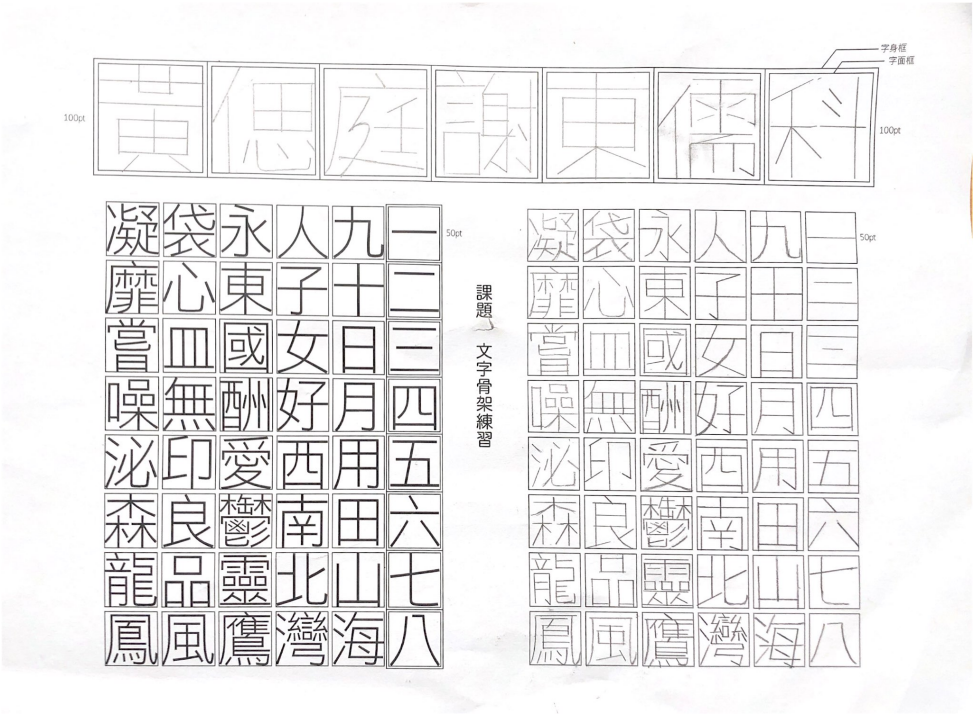 字身框
字面框
100pt
黃偲庭謝東儒科
100pt
一二三四五六七八
九十日月用田山海
人子女好西南北灣
永東國酬愛鬱靈鷹
袋心皿無印良品風
凝靡嘗噪泌森龍鳳
50pt
課題一 文字骨架練習
一二三四五六七八
九十日月用田山海
人子女好西南北灣
永東國酬愛鬱靈鷹
袋心皿無印良品風
凝靡嘗噪泌森龍鳳
50pt